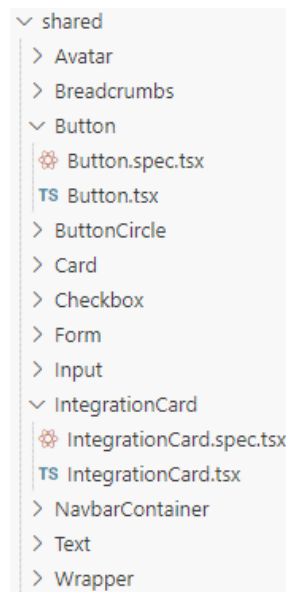 shared
Avatar
Breadcrumbs
Button
Button.spec.tsx
TS Button.tsx
ButtonCircle
Card
Checkbox
Form
Input
IntegrationCard
IntegrationCard.spec.tsx
TS IntegrationCard.tsx
NavbarContainer
Text
Wrapper